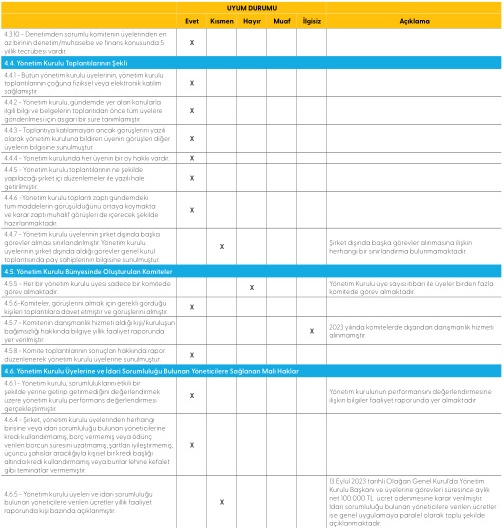 UYUM DURUMU
Evet Kısmen Hayır Muaf İlgisiz Açıklama
4.3.10 - Denetimden sorumlu komitenin üyelerinden en
az birinin denetim/muhasebe ve finans konusunda 5
yıllık tecrübesi vardır.
X
4.4. Yönetim Kurulu Toplantılarının Şekli
4.4.1 - Bütün yönetim kurulu üyelerinin, yönetim kurulu
toplantılarının çoğuna fiziksel veya elektronik katılım
sağlamıştır.
X
4.4.2 - Yönetim kurulu, gündemde yer alan konularla
ilgili bilgi ve belgelerin toplantıdan önce tüm üyelere
gönderilmesi için asgari bir süre tanımlamıştır.
X
4.4.3 - Toplantıya katılamayan ancak görüşlerini yazılı
olarak yönetim kuruluna bildiren üyenin görüşleri diğer
üyelerin bilgisine sunulmuştur.
X
4.4.4 - Yönetim kurulunda her üyenin bir oy hakkı vardır.
X
4.4.5 - Yönetim kurulu toplantılarının ne şekilde
yapılacağı şirket içi düzenlemeler ile yazılı hale
getirilmiştir.
X
4.4.6 - Yönetim kurulu toplantı zaptı gündemdeki
tüm maddelerin görüşüldüğünü ortaya koymakta
ve karar zaptı muhalif görüşleri de içerecek şekilde
hazırlanmaktadır.
X
4.4.7 - Yönetim kurulu üyelerinin şirket dışında başka
görevler alması sınırlandırılmıştır. Yönetim kurulu
üyelerinin şirket dışında aldığı görevler genel kurul
toplantısında pay sahiplerinin bilgisine sunulmuştur.
X
Şirket dışında başka görevler alınmasına ilişkin
herhangi bir sınırlandırma bulunmamaktadır.
4.5. Yönetim Kurulu Bünyesinde Oluşturulan Komiteler
4.5.5 - Her bir yönetim kurulu üyesi sadece bir komitede
görev almaktadır.
X
Yönetim Kurulu üye sayısı itibarı ile üyeler birden fazla
komitede görev almaktadır.
4.5.6-Komiteler, görüşlerini almak için gerekli gördüğü
kişileri toplantılara davet etmiştir ve görüşlerini almıştır.
X
4.5.7 - Komitenin danışmanlık hizmeti aldığı kişi/kuruluşun
bağımsızlığı hakkında bilgiye yıllık faaliyet raporunda
yer verilmiştir.
X
2023 yılında komitelerde dışarıdan danışmanlık hizmeti
alınmamıştır.
4.5.8 - Komite toplantılarının sonuçları hakkında rapor
düzenlenerek yönetim kurulu üyelerine sunulmuştur.
X
4.6. Yönetim Kurulu Üyelerine ve İdari Sorumluluğu Bulunan Yöneticilere Sağlanan Mali Haklar
4.6.1 - Yönetim kurulu, sorumluluklarını etkili bir
şekilde yerine getirip getirmediğini değerlendirmek
üzere yönetim kurulu performans değerlendirmesi
gerçekleştirmiştir.
X
Yönetim kurulunun performansını değerlendirmesine
ilişkin bilgiler faaliyet raporunda yer almaktadır
4.6.4 - Şirket, yönetim kurulu üyelerinden herhangi
birisine veya idari sorumluluğu bulunan yöneticilerine
kredi kullandırmamış, borç vermemiş veya ödünç
verilen borcun süresini uzatmamış, şartları iyileştirmemiş,
üçüncü şahıslar aracılığıyla kişisel bir kredi başlığı
altında kredi kullandırmamış veya bunlar lehine kefalet
gibi teminatlar vermemiştir.
X
4.6.5 - Yönetim kurulu üyeleri ve idari sorumluluğu
bulunan yöneticilere verilen ücretler yıllık faaliyet
raporunda kişi bazında açıklanmıştır.
X
13 Eylül 2023 tarihli Olağan Genel Kurul'da Yönetim
Kurulu Başkanı ve üyelerine görevleri süresince aylık
net 100.000 TL ücret ödenmesine karar verilmiştir.
İdari sorumluluğu bulunan yöneticilere verilen ücretler
ise genel uygulamaya paralel olarak toplu şekilde
açıklanmaktadır.